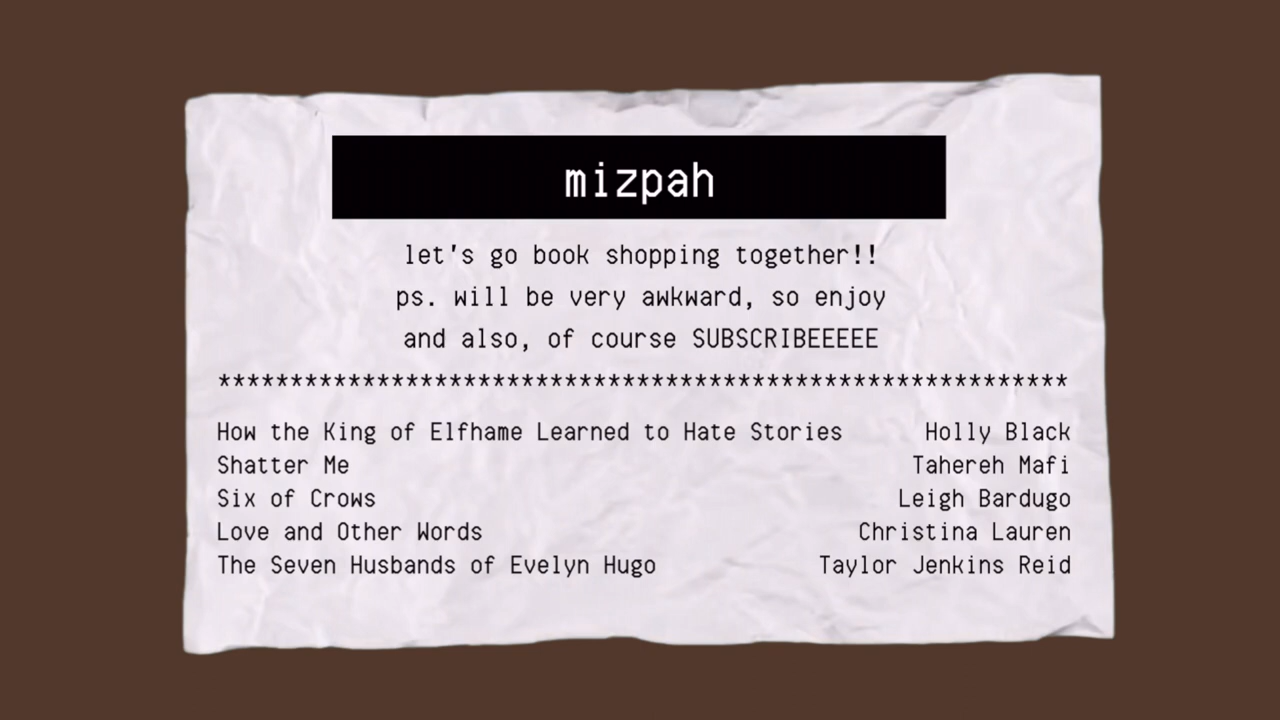 mizpah
let's go book shopping together!!
ps. will be very awkward, so enjoy
and also, of course SUBSCRIBEEEEE
***********************************************************
How the King of Elfhame Learned to Hate Stories Holly Black
Shatter Me Tahereh Mafi
Six of Crows Leigh Bardugo
Love and Other Words Christina Lauren
The Seven Husbands of Evelyn Hugo Taylor Jenkins Reid